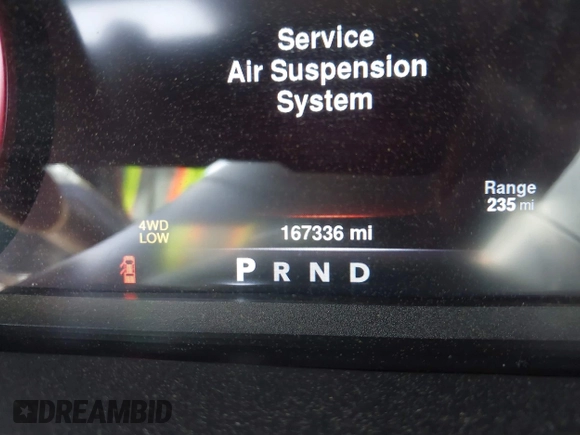 Service
Air Suspension
System
Range
235 mi
4WD
LOW
167336 mi
P R N D
DREAMBID